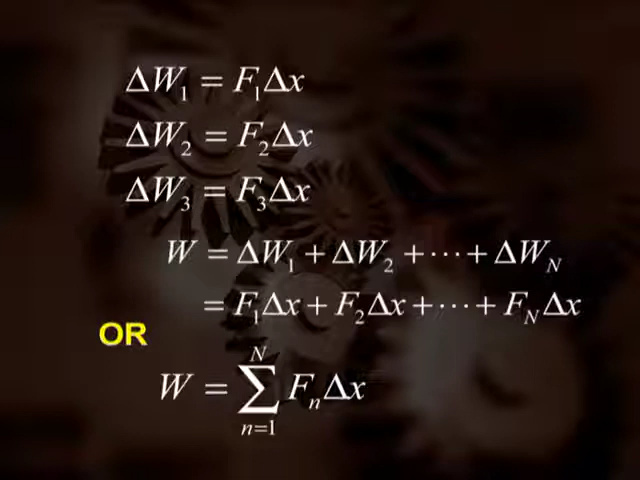 ΔW₁ = F₁Δx
ΔW₂ = F₂Δx
ΔW₃ = F₃Δx
W = ΔW₁ + ΔW₂ + ⋯ + ΔW_N
= F₁Δx + F₂Δx + ⋯ + F_NΔx
OR
W = ∑_{n=1}^{N} F_nΔx